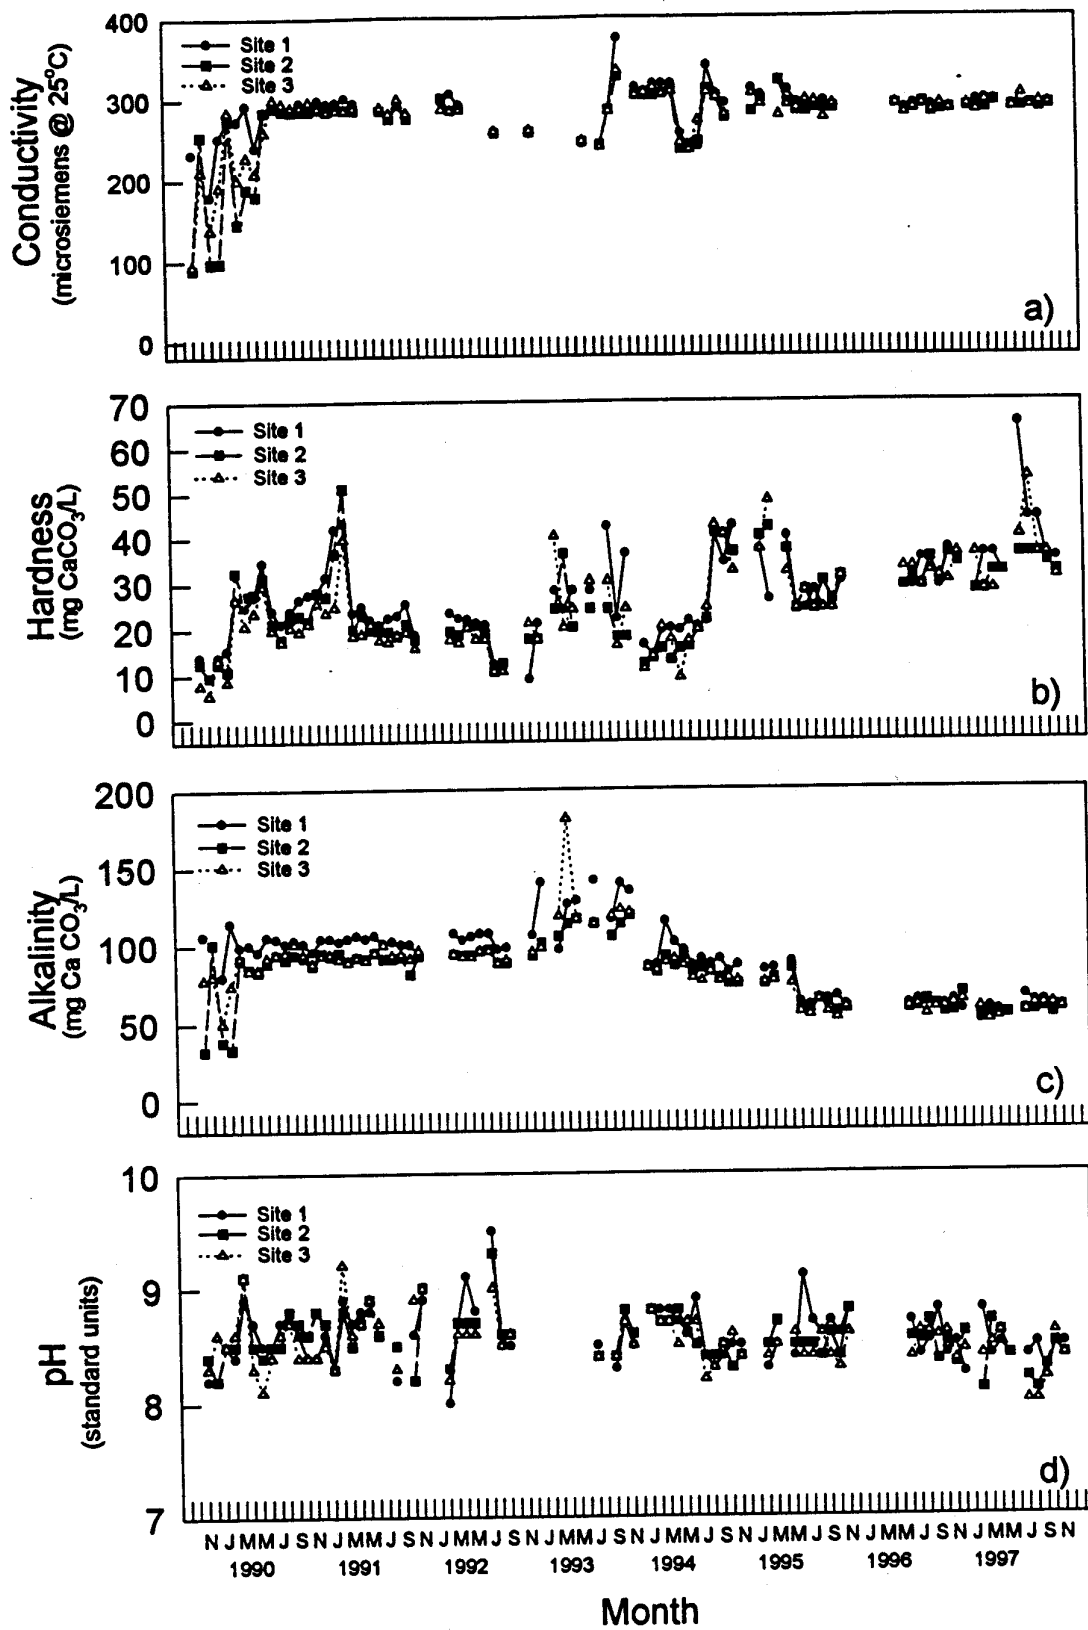 400
300
200
100
0
Conductivity
(microsiemens @ 25°C)
Site 1
Site 2
Site 3
a)
70
60
50
40
30
20
10
0
Hardness
(mg CaCO3/L)
Site 1
Site 2
Site 3
b)
200
150
100
50
0
Alkalinity
(mg Ca CO3/L)
Site 1
Site 2
Site 3
c)
10
9
8
7
pH
(standard units)
Site 1
Site 2
Site 3
d)
N J M M J S N J M M J S N J M M J S N J M M J S N J M M J S N J M M J S N J M M J S N J M M J S N
1990 1991 1992 1993 1994 1995 1996 1997
Month